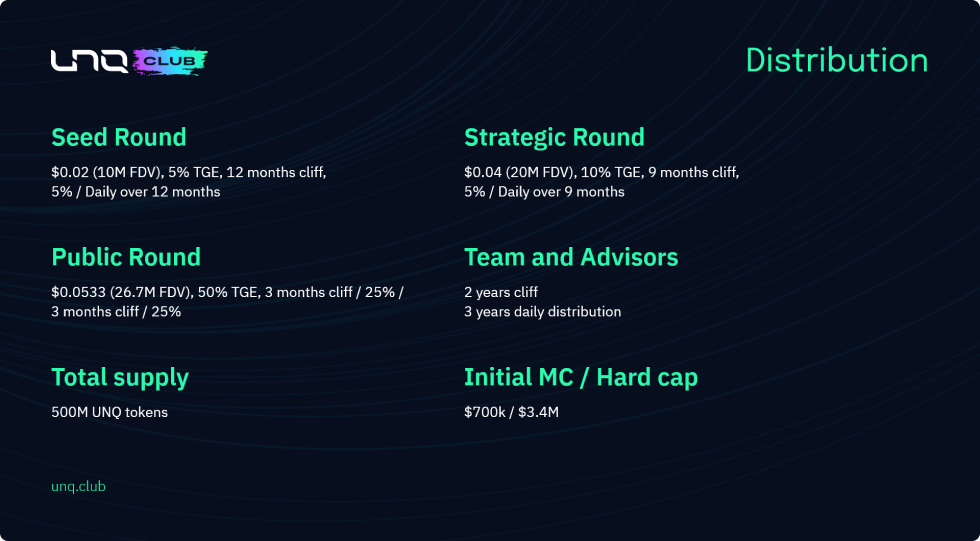 UNQ CLUB
Distribution
Seed Round
$0.02 (10M FDV), 5% TGE, 12 months cliff,
5% / Daily over 12 months
Strategic Round
$0.04 (20M FDV), 10% TGE, 9 months cliff,
5% / Daily over 9 months
Public Round
$0.0533 (26.7M FDV), 50% TGE, 3 months cliff / 25% /
3 months cliff / 25%
Team and Advisors
2 years cliff
3 years daily distribution
Total supply
500M UNQ tokens
Initial MC / Hard cap
$700k / $3.4M
unq.club